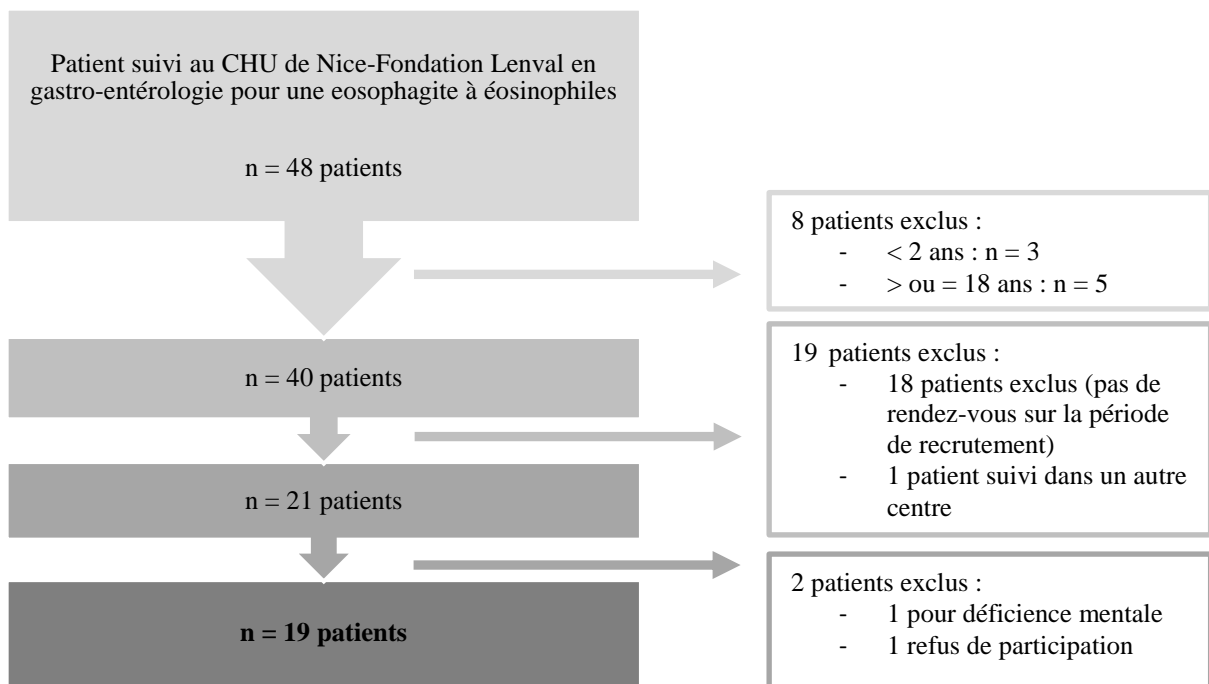 Patient suivi au CHU de Nice-Fondation Lenval en
gastro-entérologie pour une eosophagite à éosinophiles
n = 48 patients
8 patients exclus :
- < 2 ans : n = 3
- > ou = 18 ans : n = 5
n = 40 patients
19 patients exclus :
- 18 patients exclus (pas de
rendez-vous sur la période
de recrutement)
- 1 patient suivi dans un autre
centre
n = 21 patients
2 patients exclus :
- 1 pour déficience mentale
- 1 refus de participation
n = 19 patients